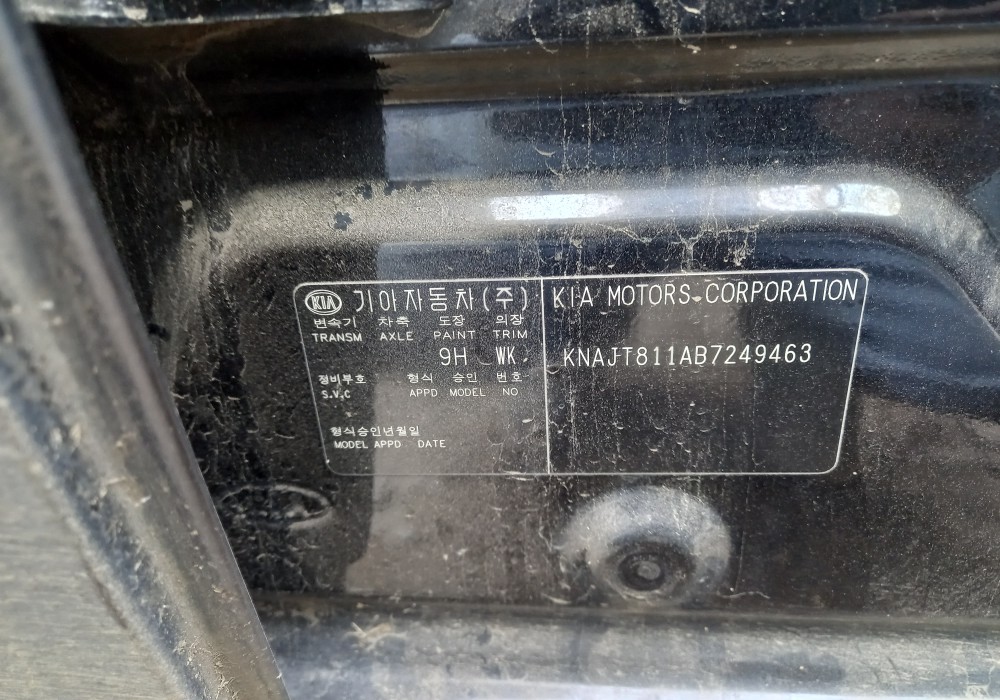 KIA 기아자동차(주)
변속기 차축 도장 의장
TRANSM AXLE PAINT TRIM
9H WK
정비부호 형식 승인 번호
S.V.C APPD MODEL NO
형식승인년월일
MODEL APPD DATE
KIA MOTORS CORPORATION
KNAJT811AB7249463